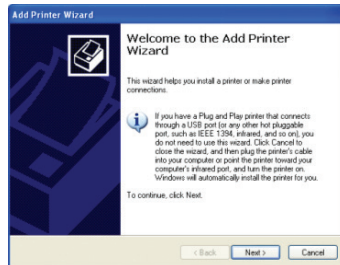 Add Printer Wizard
Welcome to the Add Printer
Wizard
This wizard helps you install a printer or make printer
connections.
If you have a Plug and Play printer that connects
through a USB port (or any other hot pluggable
port, such as IEEE 1394, infrared, and so on), you
do not need to use this wizard. Click Cancel to
close the wizard, and then plug the printer's cable
into your computer or point the printer toward your
computer's infrared port, and turn the printer on.
Windows will automatically install the printer for you.
To continue, click Next.
< Back Next > Cancel